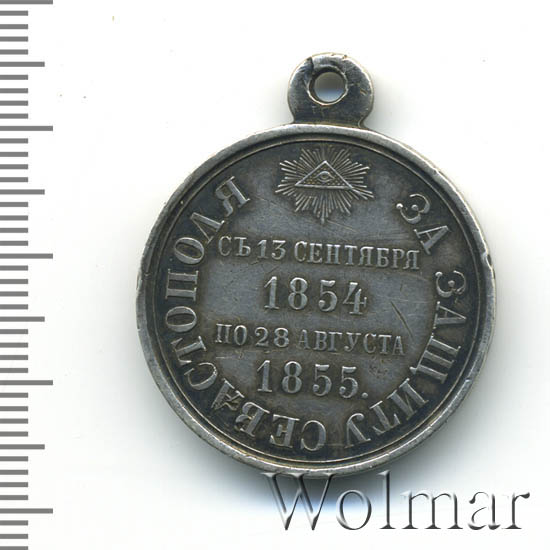 ЗА ЗАЩИТУ СЕВАСТОПОЛЯ
СЪ 13 СЕНТЯБРЯ
1854
ПО 28 АВГУСТА
1855.
Wolmar